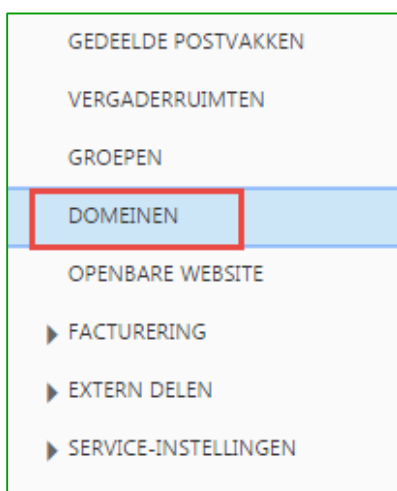 GEDEELDE POSTVAKKEN
VERGADERRUIMTEN
GROEPEN
DOMEINEN
OPENBARE WEBSITE
FACTURERING
EXTERN DELEN
SERVICE-INSTELLINGEN